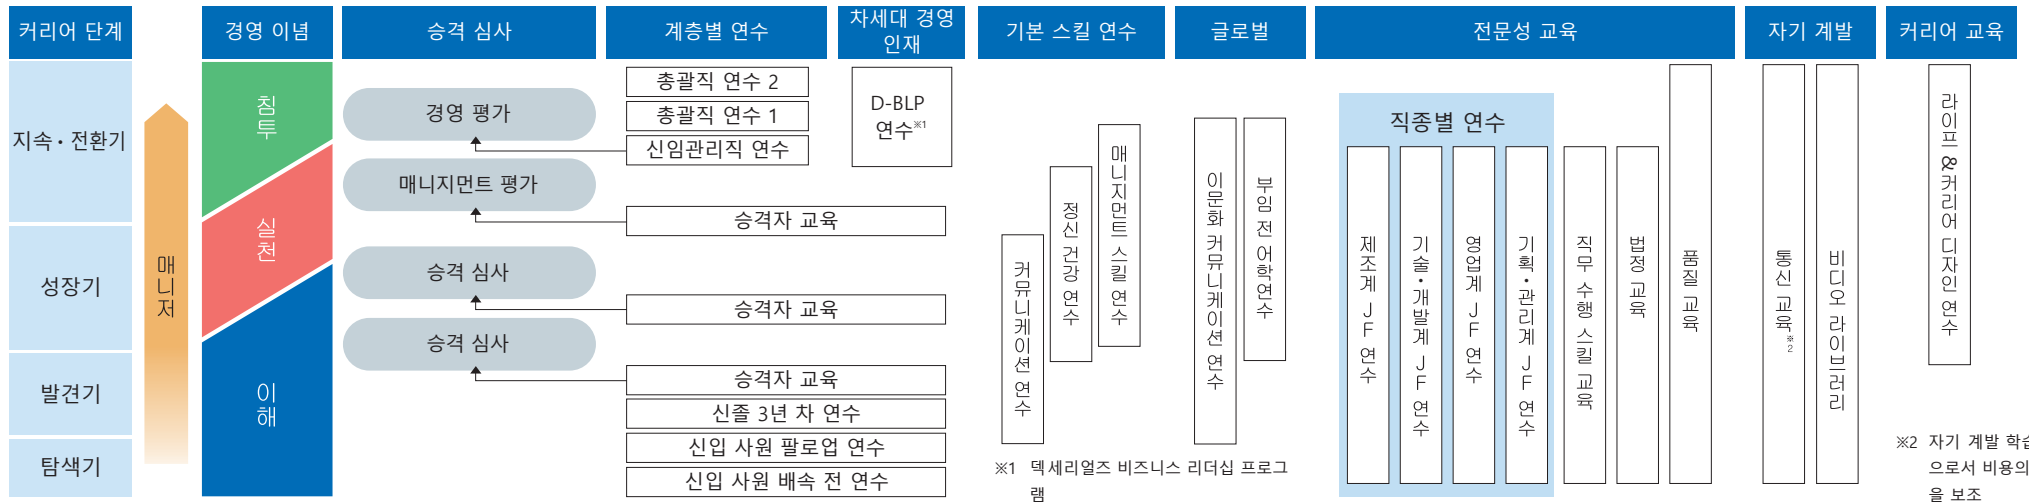 커리어 단계
경영 이념
승격 심사
계층별 연수
차세대 경영
인재
기본 스킬 연수
글로벌
전문성 교육
자기 계발
커리어 교육
지속・전환기
성장기
발견기
탐색기
매니저
침투
실천
이해
경영 평가
매니지먼트 평가
승격 심사
승격 심사
총괄직 연수 2
총괄직 연수 1
신임관리직 연수
승격자 교육
승격자 교육
승격자 교육
신졸 3년 차 연수
신입 사원 팔로업 연수
신입 사원 배속 전 연수
D-BLP
연수※1
커뮤니케이션 연수
정신 건강 연수
매니지먼트 스킬 연수
이문화 커뮤니케이션 연수
부임 전 어학연수
직종별 연수
제조계 JF 연수
기술・개발계 JF 연수
영업계 JF 연수
기획・관리계 JF 연수
직무 수행 스킬 교육
법정 교육
품질 교육
통신 교육※2
비디오 라이브러리
라이프 & 커리어 디자인 연수
※1 덱세리얼즈 비즈니스 리더십 프로그
램
※2 자기 계발 학습
으로서 비용의
을 보조